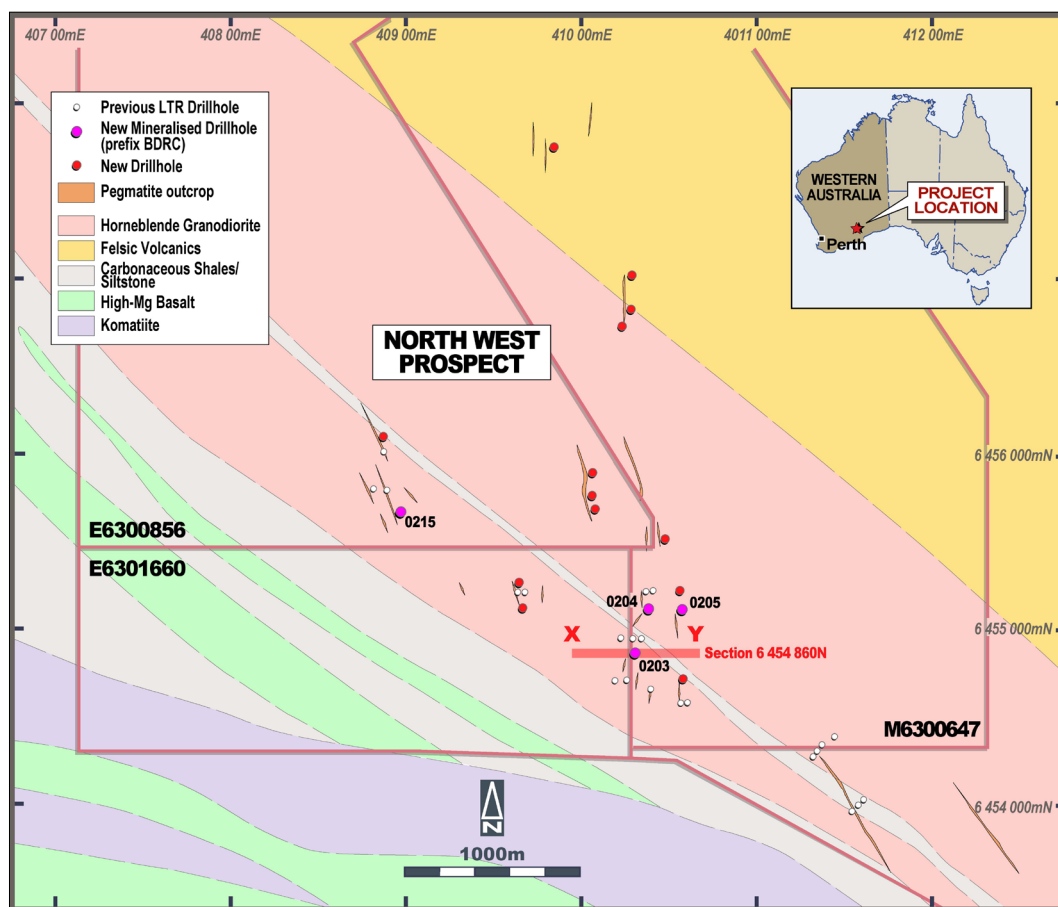 407 00mE
408 00mE
409 00mE
410 00mE
411 00mE
412 00mE
Previous LTR Drillhole
New Mineralised Drillhole
(prefix BDRC)
New Drillhole
Pegmatite outcrop
Horneblende Granodiorite
Felsic Volcanics
Carbonaceous Shales/
Siltstone
High-Mg Basalt
Komatiite
WESTERN
AUSTRALIA
PROJECT
LOCATION
Perth
NORTH WEST
PROSPECT
6 456 000mN
0215
E6300856
E6301660
0204
0205
6 455 000mN
X
Y
Section 6 454 860N
0203
M6300647
6 454 000mN
N
1000m